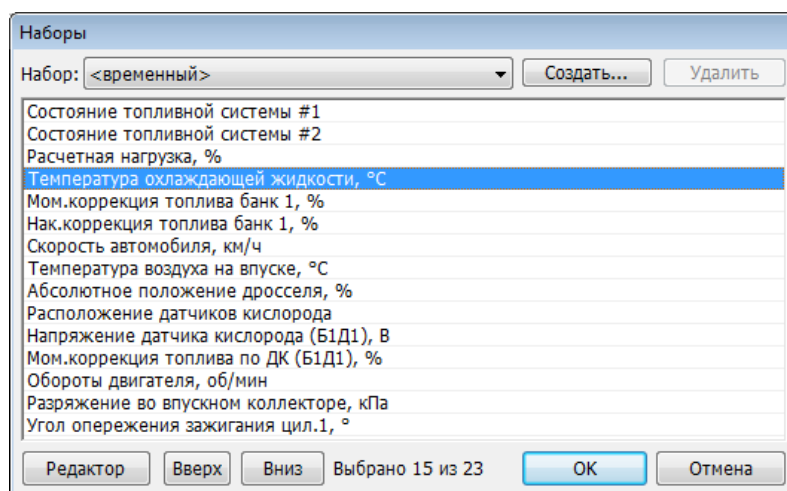 Наборы
Набор: <временный> Создать... Удалить
Состояние топливной системы #1
Состояние топливной системы #2
Расчетная нагрузка, %
Температура охлаждающей жидкости, °C
Мом.коррекция топлива банк 1, %
Нак.коррекция топлива банк 1, %
Скорость автомобиля, км/ч
Температура воздуха на впуске, °C
Абсолютное положение дросселя, %
Расположение датчиков кислорода
Напряжение датчика кислорода (Б1Д1), В
Мом.коррекция топлива по ДК (Б1Д1), %
Обороты двигателя, об/мин
Разряжение во впускном коллекторе, кПа
Угол опережения зажигания цил.1, °
Редактор Вверх Вниз Выбрано 15 из 23 OK Отмена